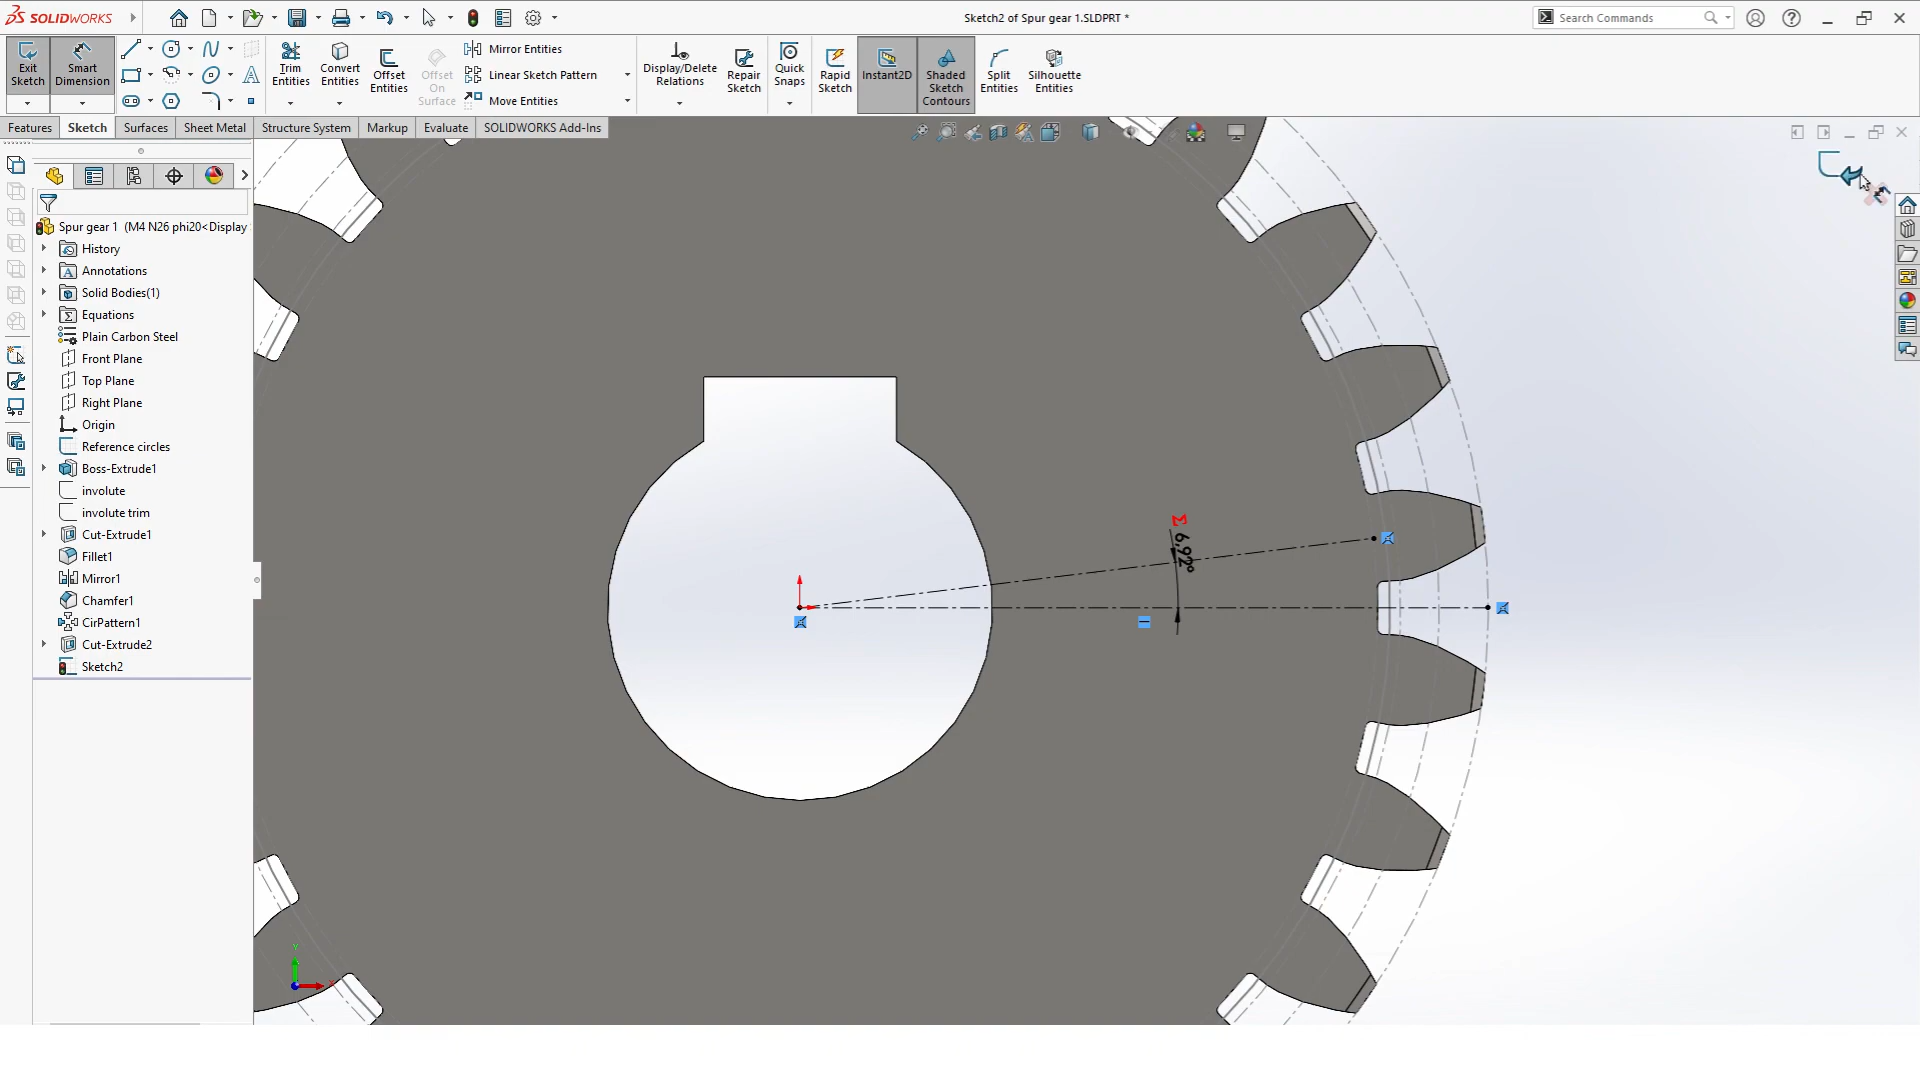 SOLIDWORKS
Sketch2 of Spur gear 1.SLDPRT *
Search Commands
Exit Sketch
Smart Dimension
Trim Entities
Convert Entities
Offset Entities
Offset On Surface
Mirror Entities
Linear Sketch Pattern
Move Entities
Display/Delete Relations
Repair Sketch
Quick Snaps
Rapid Sketch
Instant2D
Shaded Sketch Contours
Split Entities
Silhouette Entities
Features
Sketch
Surfaces
Sheet Metal
Structure System
Markup
Evaluate
SOLIDWORKS Add-Ins
Spur gear 1 (M4 N26 phi20<Display
History
Annotations
Solid Bodies(1)
Equations
Plain Carbon Steel
Front Plane
Top Plane
Right Plane
Origin
Reference circles
Boss-Extrude1
involute
involute trim
Cut-Extrude1
Fillet1
Mirror1
Chamfer1
CirPattern1
Cut-Extrude2
Sketch2
Σ 6,92°
Y
X